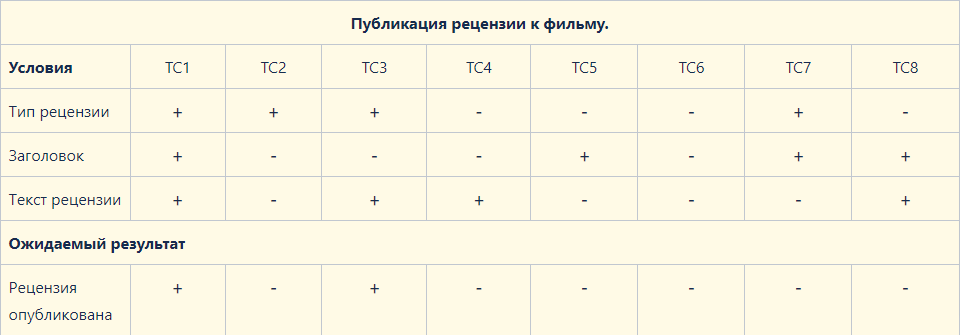 Публикация рецензии к фильму.
Условия TC1 TC2 TC3 TC4 TC5 TC6 TC7 TC8
Тип рецензии + + + - - - + -
Заголовок + - - - + - + +
Текст рецензии + - + + - - - +
Ожидаемый результат
Рецензия + - + - - - - -
опубликована